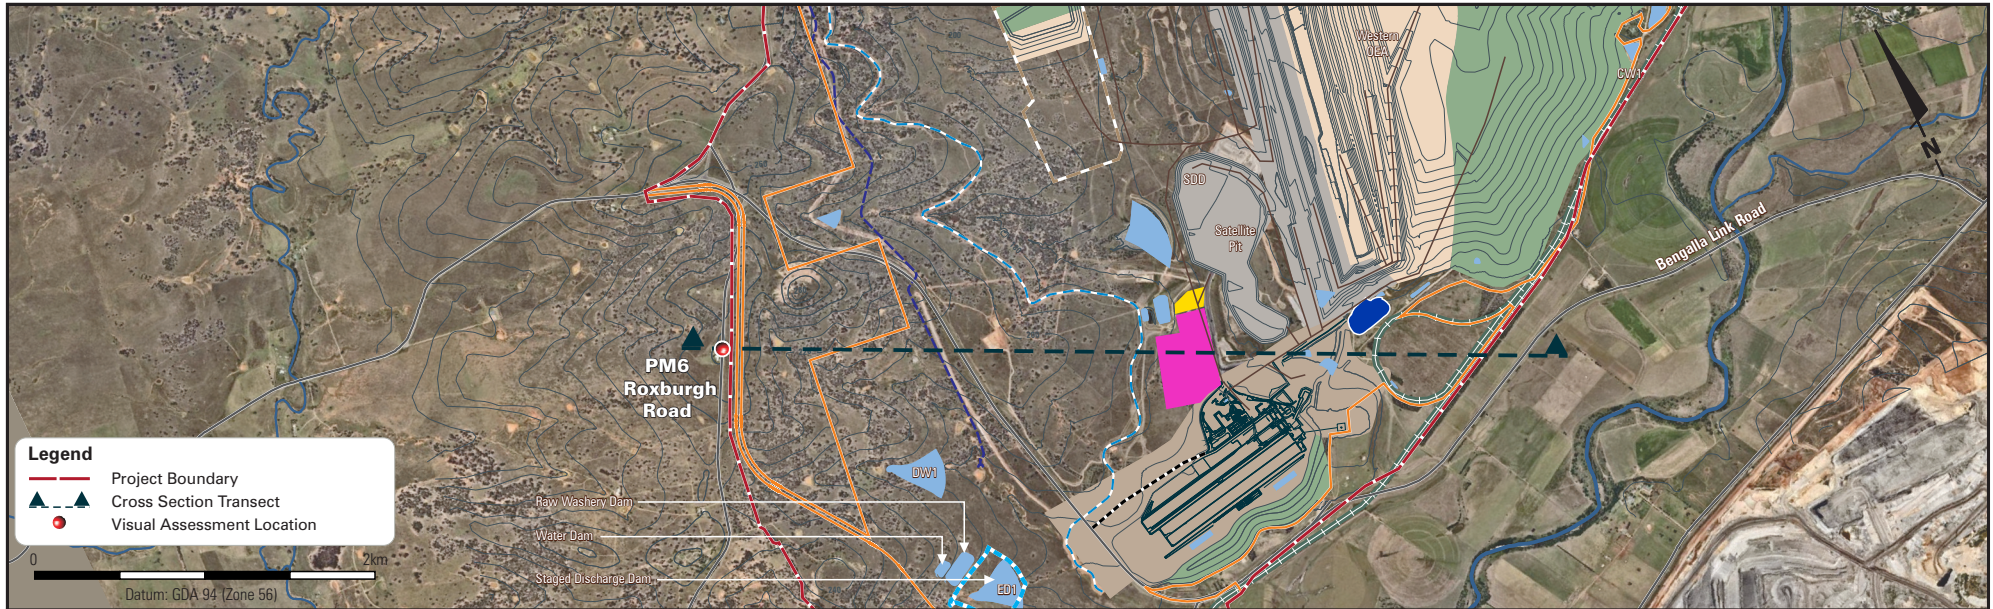 Western
OEA
CW1
N
SDD
Satellite
Pit
Bengalla Link Road
PM6
Roxburgh
Road
Legend
Project Boundary
Cross Section Transect
Visual Assessment Location
0
2km
Datum: GDA 94 (Zone 56)
DW1
Raw Washery Dam
Water Dam
Staged Discharge Dam
ED1